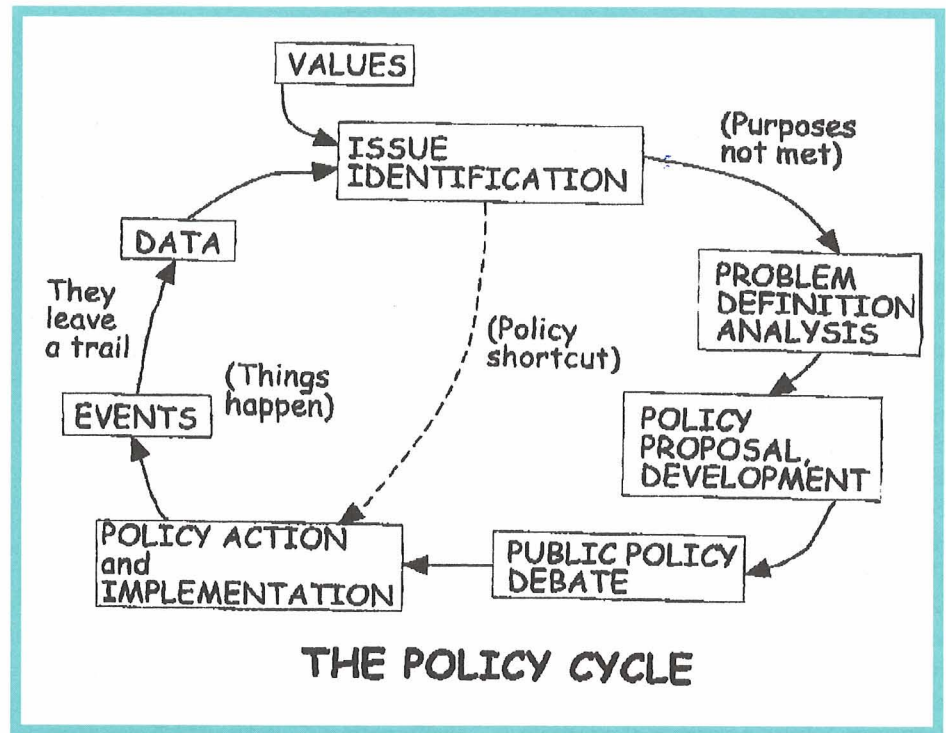 VALUES
ISSUE
IDENTIFICATION
(Purposes
not met)
DATA
PROBLEM
DEFINITION
ANALYSIS
They
leave
a trail
(Policy
shortcut)
(Things
happen)
EVENTS
POLICY
PROPOSAL,
DEVELOPMENT
POLICY ACTION
and
IMPLEMENTATION
PUBLIC POLICY
DEBATE
THE POLICY CYCLE